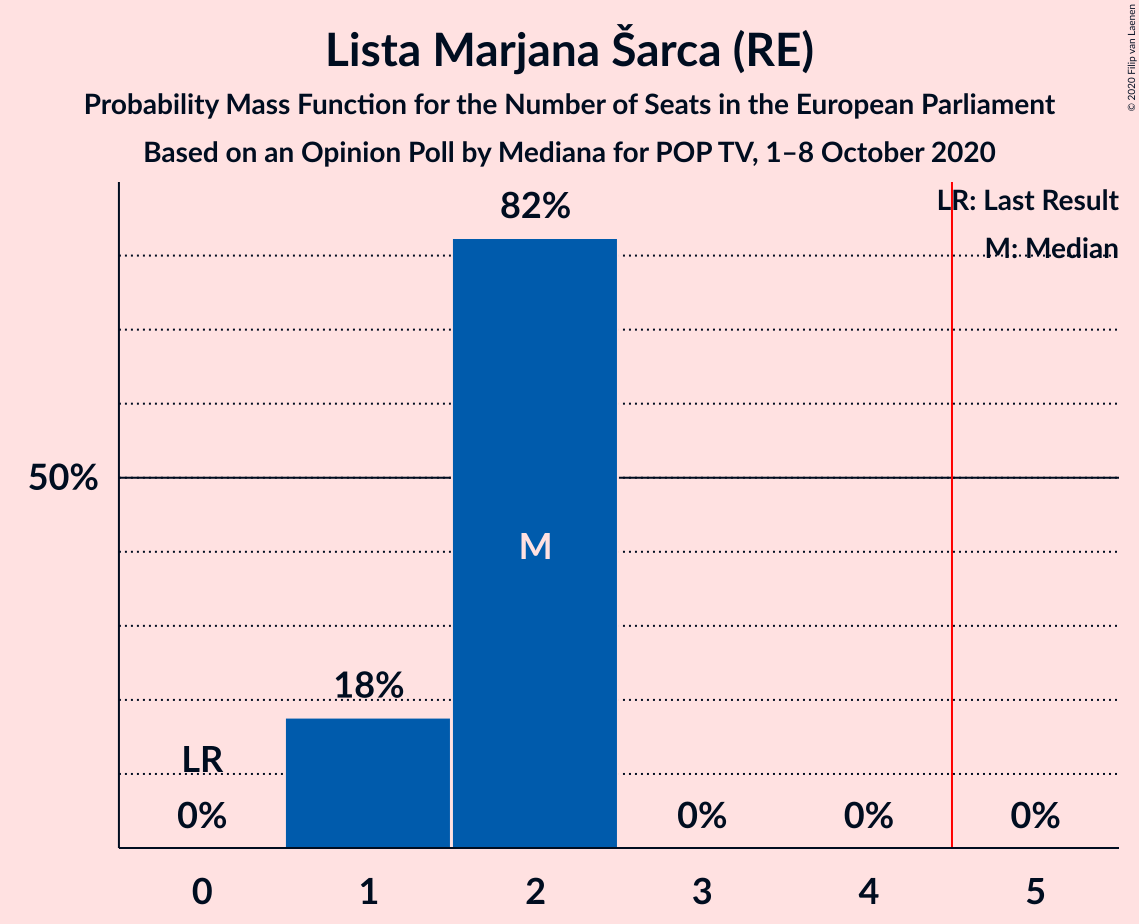 Lista Marjana Šarca (RE)
Probability Mass Function for the Number of Seats in the European Parliament
Based on an Opinion Poll by Mediana for POP TV, 1–8 October 2020
© 2020 Filip van Laenen
LR: Last Result
M: Median
82%
50%
M
18%
LR
0%
0%
0%
0%
0
1
2
3
4
5